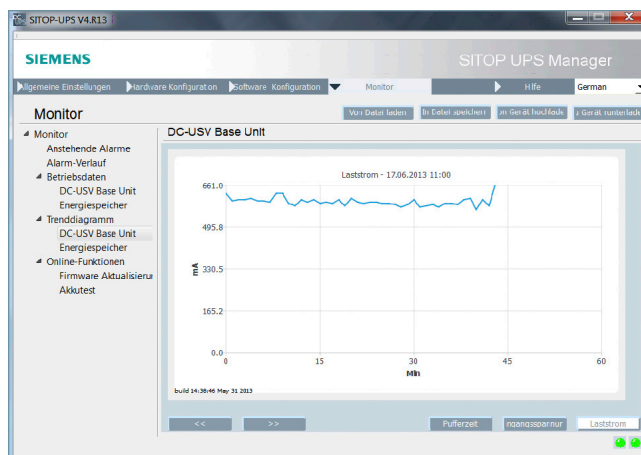 SITOP-UPS V4.R13
SIEMENS
SITOP UPS Manager
Allgemeine Einstellungen Hardware Konfiguration Software Konfiguration Monitor Hilfe German
Monitor
Von Datei laden In Datei speichern on Gerät hochlade n Gerät runterlade
Monitor
DC-USV Base Unit
Anstehende Alarme
Alarm-Verlauf
Betriebsdaten
DC-USV Base Unit
Energiespeicher
Trenddiagramm
DC-USV Base Unit
Energiespeicher
Online-Funktionen
Firmware Aktualisierun
Akkutest
Laststrom - 17.06.2013 11:00
661.0
495.8
330.5
165.2
0.0
mA
0 15 30 45 60
Min
build 14:38:46 May 31 2013
<< >> Pufferzeit ngangsspannur Laststrom